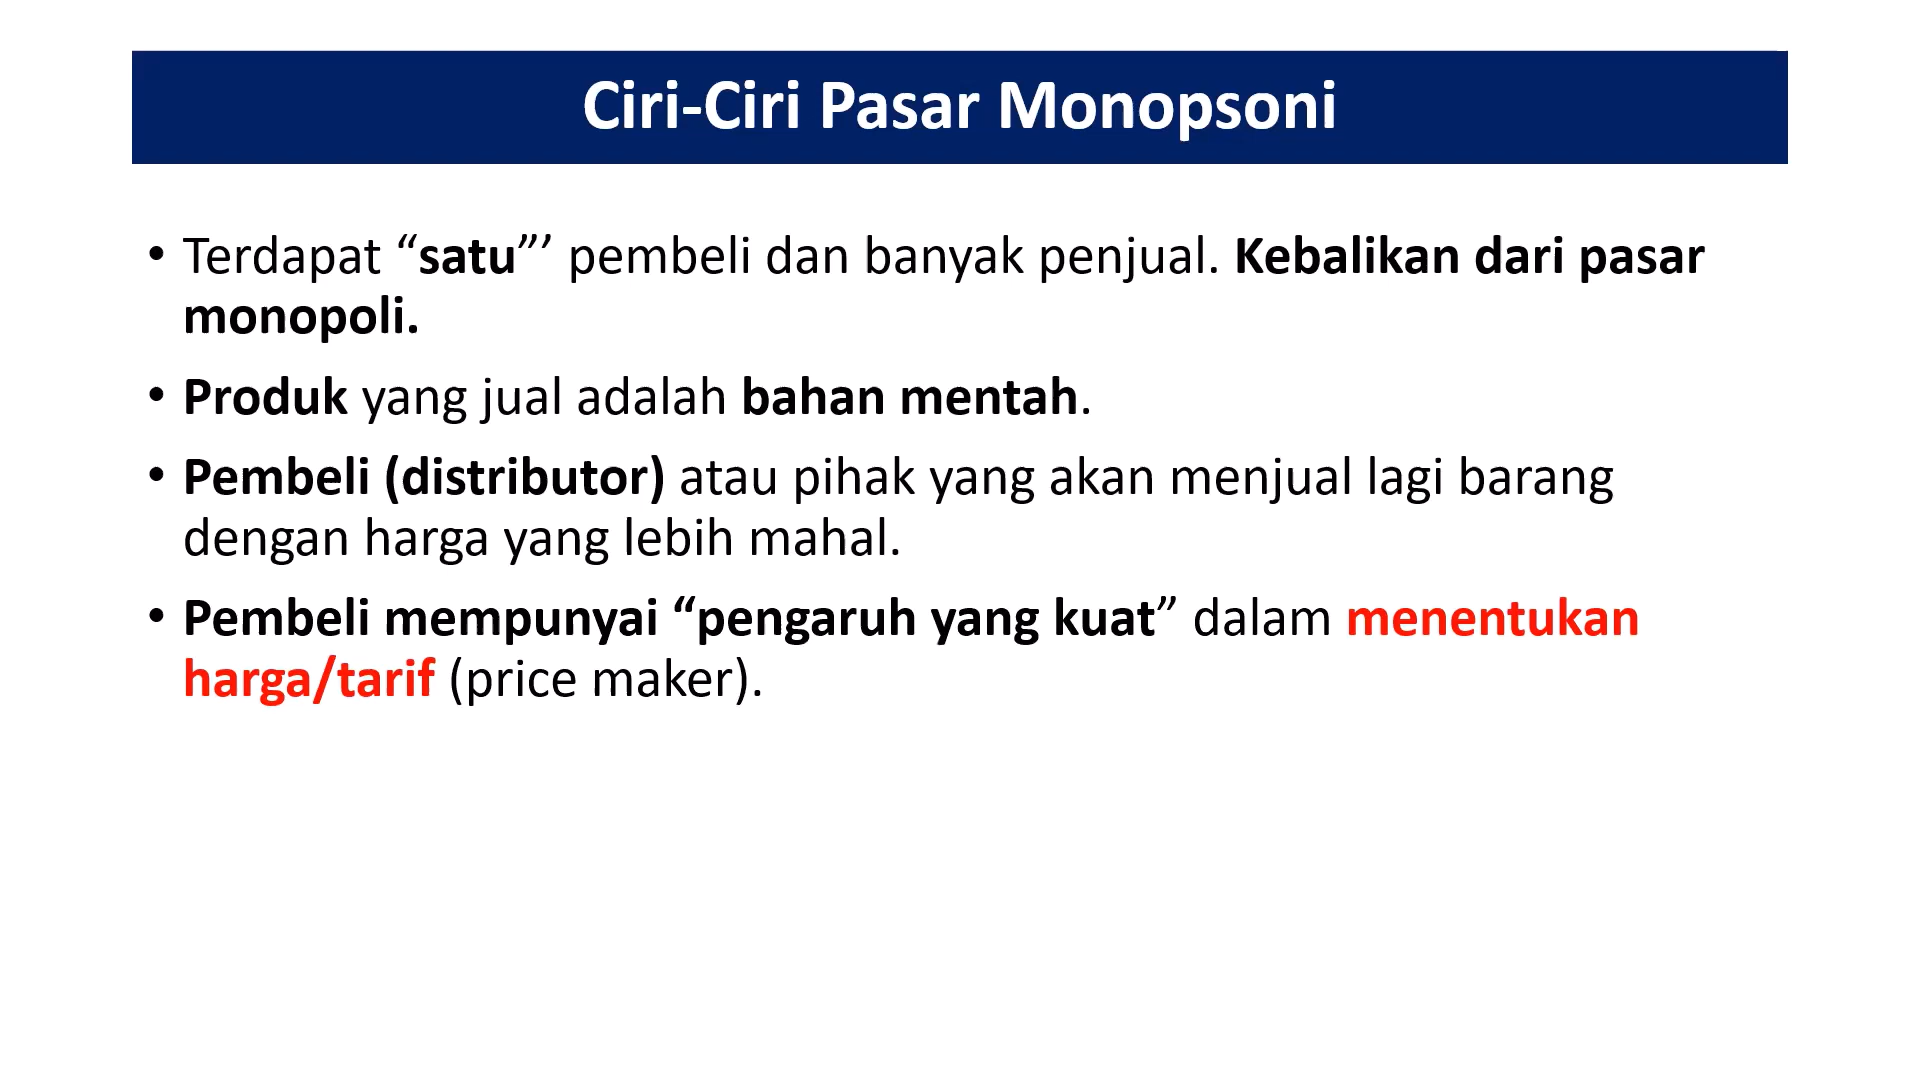 Ciri-Ciri Pasar Monopsoni
• Terdapat “satu”’ pembeli dan banyak penjual. Kebalikan dari pasar
monopoli.
• Produk yang jual adalah bahan mentah.
• Pembeli (distributor) atau pihak yang akan menjual lagi barang
dengan harga yang lebih mahal.
• Pembeli mempunyai “pengaruh yang kuat” dalam menentukan
harga/tarif (price maker).